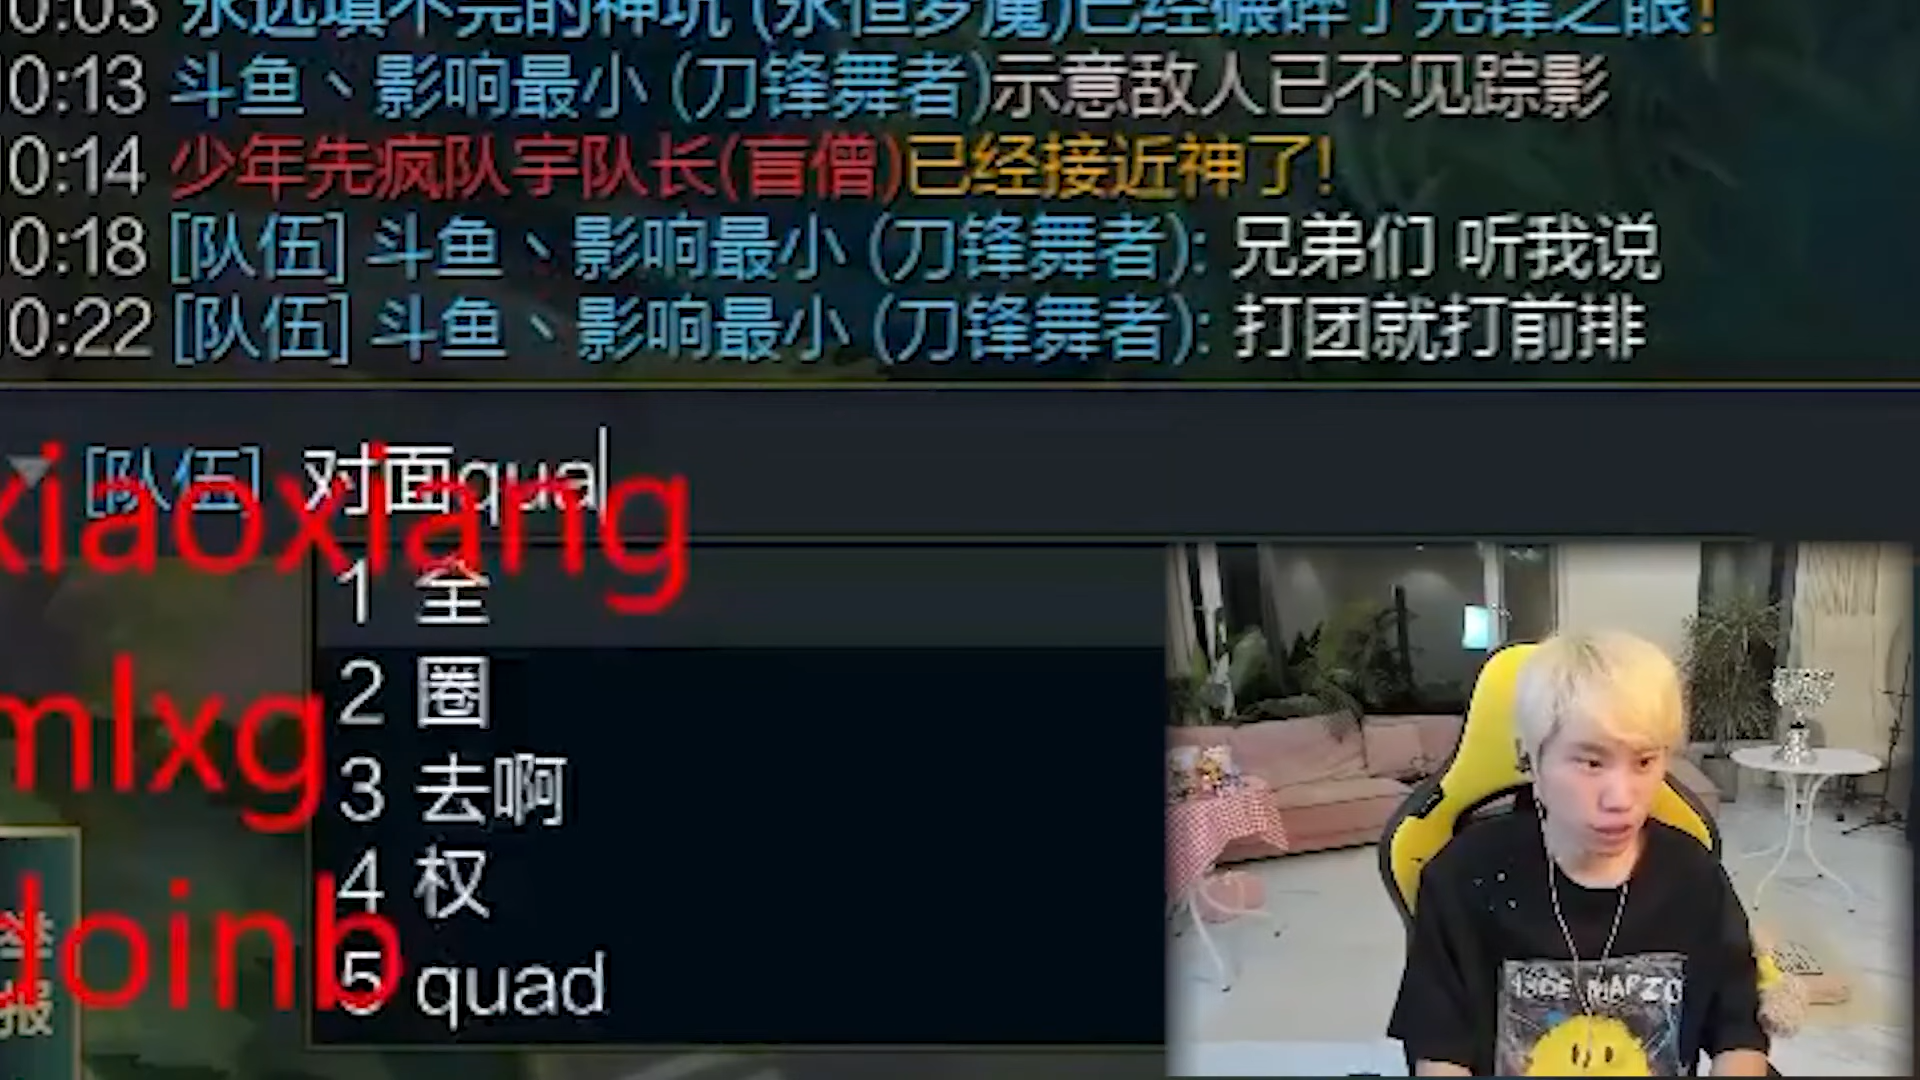 0:03 永远填不完的神坑 (永恒梦魇)已经碾碎了先锋之眼!
0:13 斗鱼丶影响最小 (刀锋舞者)示意敌人已不见踪影
0:14 少年先疯队宇队长(盲僧)已经接近神了!
0:18 [队伍] 斗鱼丶影响最小 (刀锋舞者): 兄弟们 听我说
0:22 [队伍] 斗鱼丶影响最小 (刀锋舞者): 打团就打前排
[队伍] 对面qua
xiaoxiang
1 全
2 圈
mlxg
3 去啊
4 权
doinb
5 quad